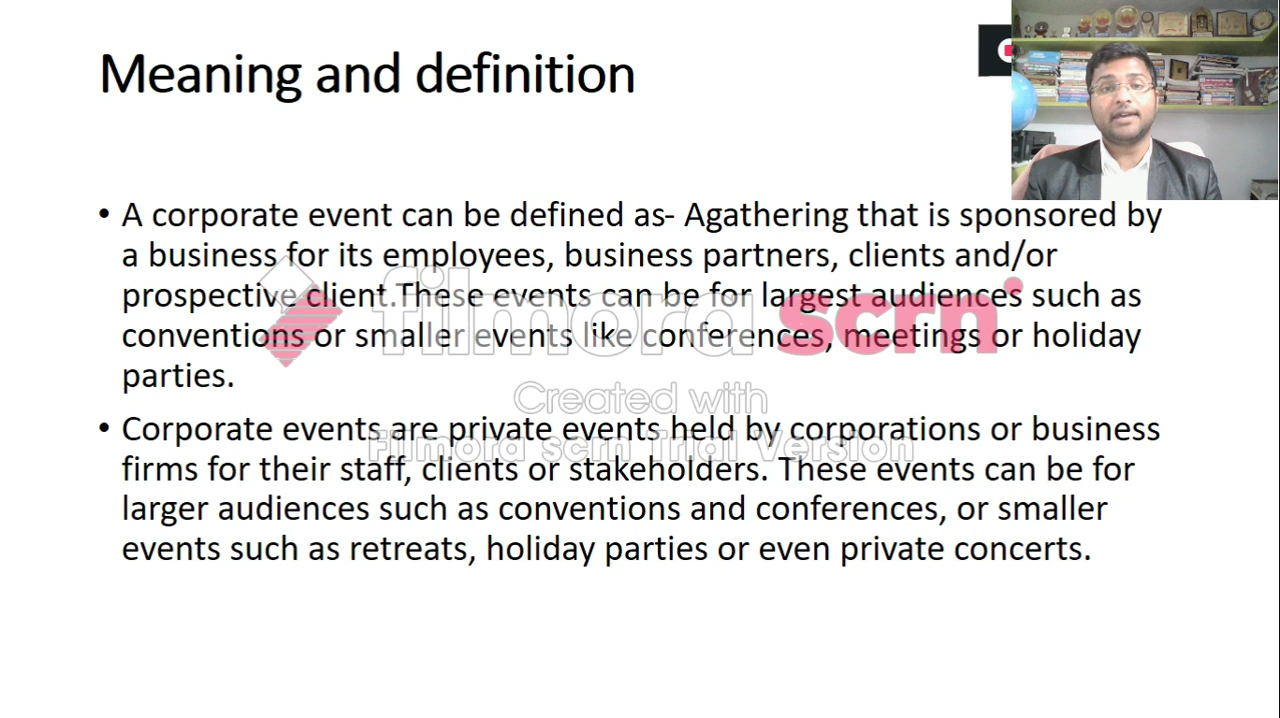 Meaning and definition
• A corporate event can be defined as- Agathering that is sponsored by
a business for its employees, business partners, clients and/or
prospective client.These events can be for largest audiences such as
conventions or smaller events like conferences, meetings or holiday
parties.
filmora scrn
Created with
Filmora scrn Trial Version
• Corporate events are private events held by corporations or business
firms for their staff, clients or stakeholders. These events can be for
larger audiences such as conventions and conferences, or smaller
events such as retreats, holiday parties or even private concerts.